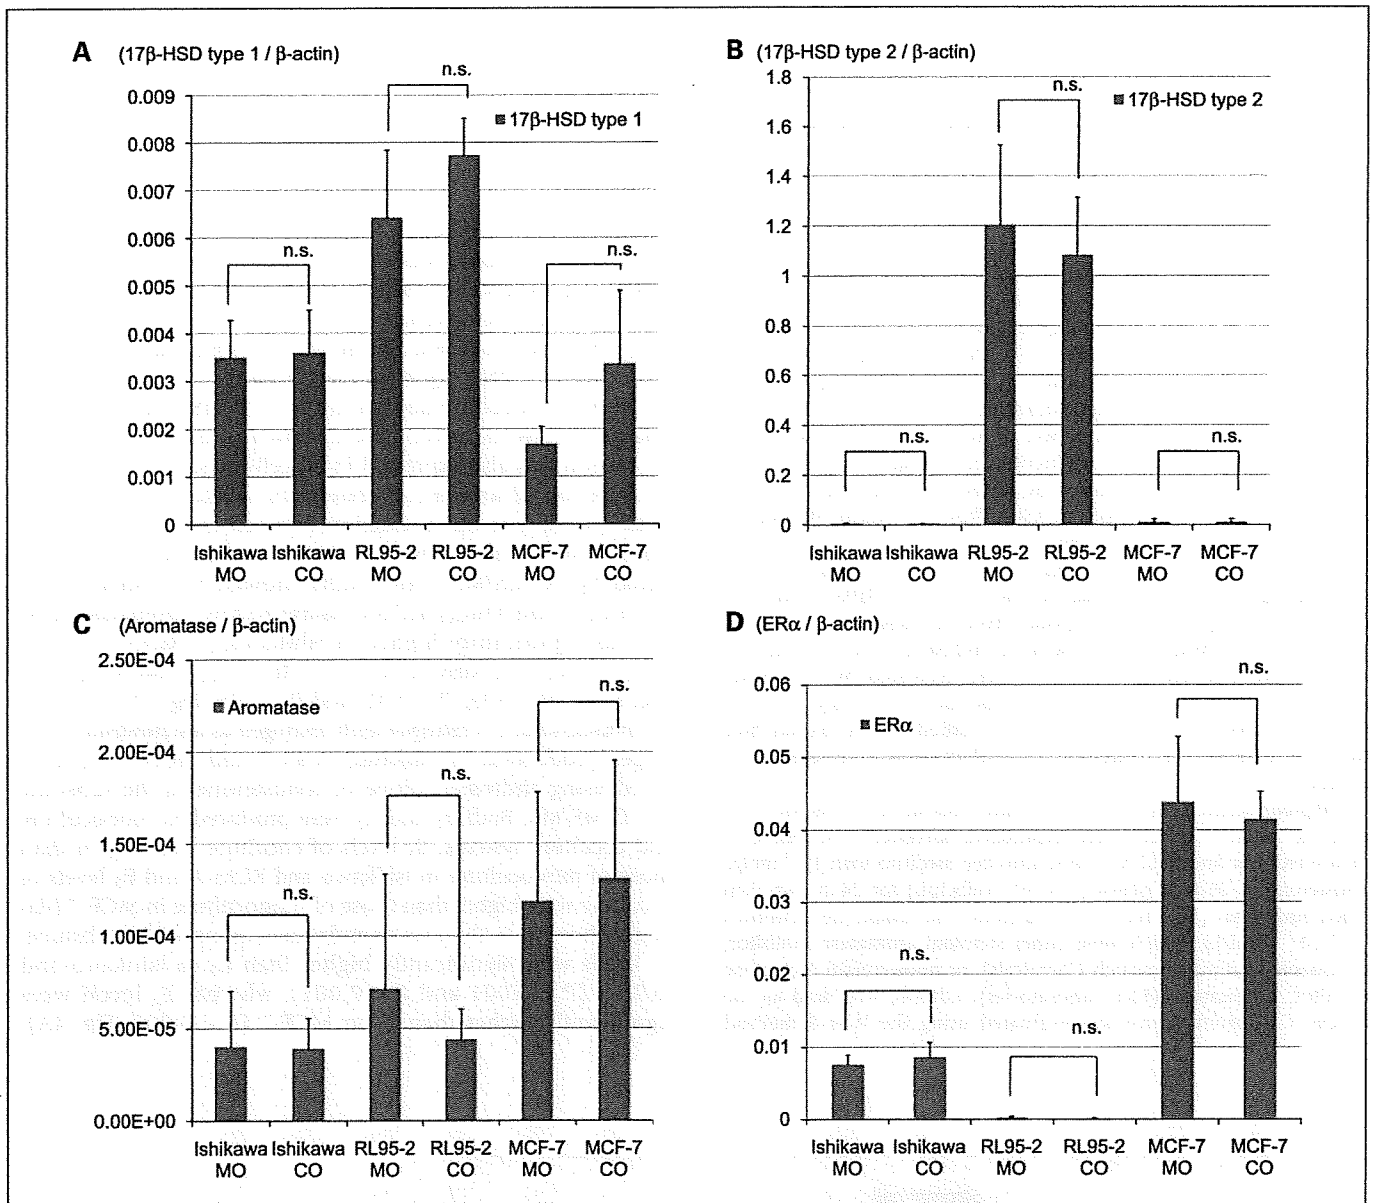 A (17β-HSD type 1 / β-actin)
0.009
0.008
0.007
0.006
0.005
0.004
0.003
0.002
0.001
0
n.s.
n.s.
n.s.
17β-HSD type 1
Ishikawa MO
Ishikawa CO
RL95-2 MO
RL95-2 CO
MCF-7 MO
MCF-7 CO
B (17β-HSD type 2 / β-actin)
1.8
1.6
1.4
1.2
1
0.8
0.6
0.4
0.2
0
n.s.
n.s.
n.s.
17β-HSD type 2
Ishikawa MO
Ishikawa CO
RL95-2 MO
RL95-2 CO
MCF-7 MO
MCF-7 CO
C (Aromatase / β-actin)
2.50E-04
2.00E-04
1.50E-04
1.00E-04
5.00E-05
0.00E+00
Aromatase
n.s.
n.s.
n.s.
Ishikawa MO
Ishikawa CO
RL95-2 MO
RL95-2 CO
MCF-7 MO
MCF-7 CO
D (ERα / β-actin)
0.06
0.05
0.04
0.03
0.02
0.01
0
ERα
n.s.
n.s.
n.s.
Ishikawa MO
Ishikawa CO
RL95-2 MO
RL95-2 CO
MCF-7 MO
MCF-7 CO